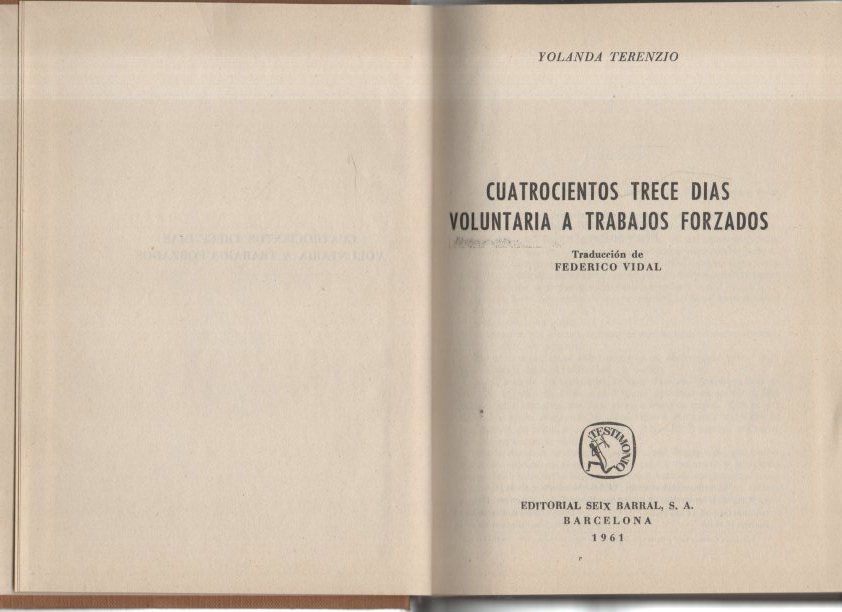 YOLANDA TERENZIO
CUATROCIENTOS TRECE DIAS
VOLUNTARIA A TRABAJOS FORZADOS
Traducción de
FEDERICO VIDAL
TESTIMONIO
EDITORIAL SEIX BARRAL, S. A.
BARCELONA
1961